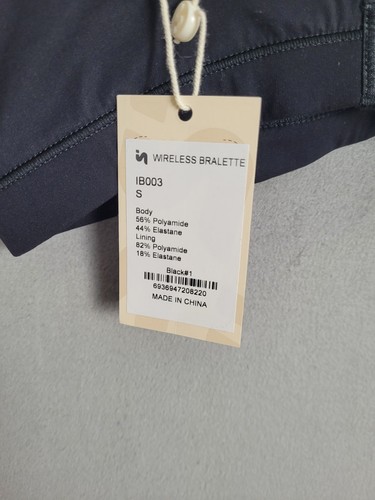 WIRELESS BRALETTE
IB003
S
Body
56% Polyamide
44% Elastane
Lining
82% Polyamide
18% Elastane
Black#1
6936947208220
MADE IN CHINA